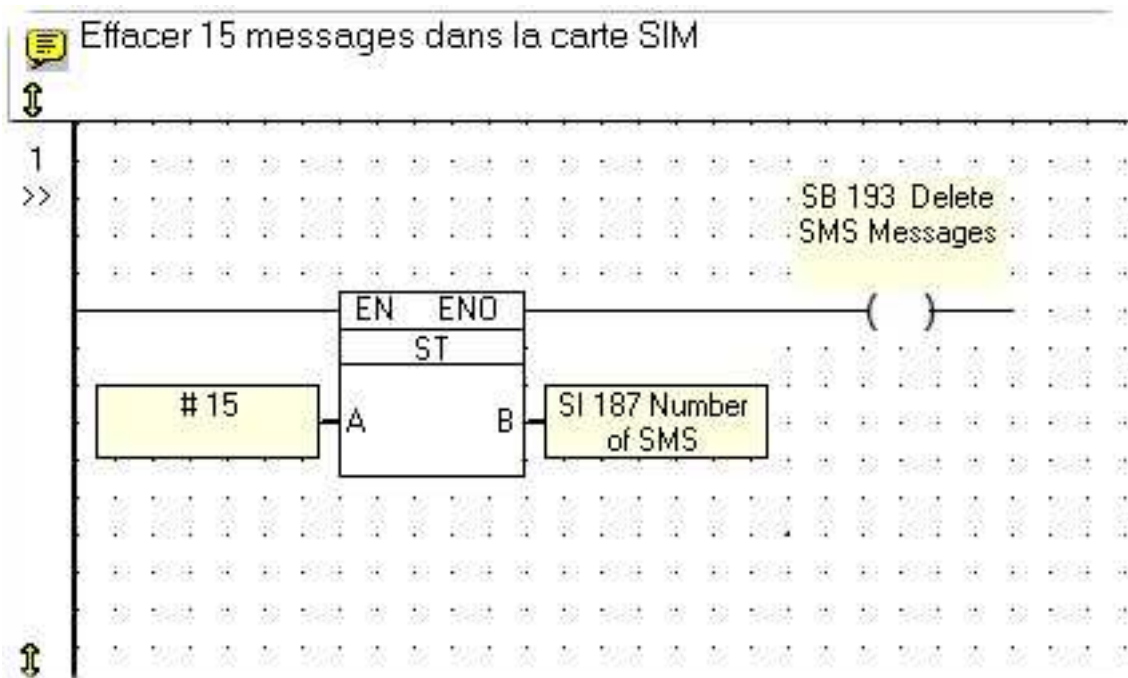 Effacer 15 messages dans la carte SIM
1
>>
SB 193 Delete
SMS Messages
EN ENO
ST
# 15
A B
SI 187 Number
of SMS